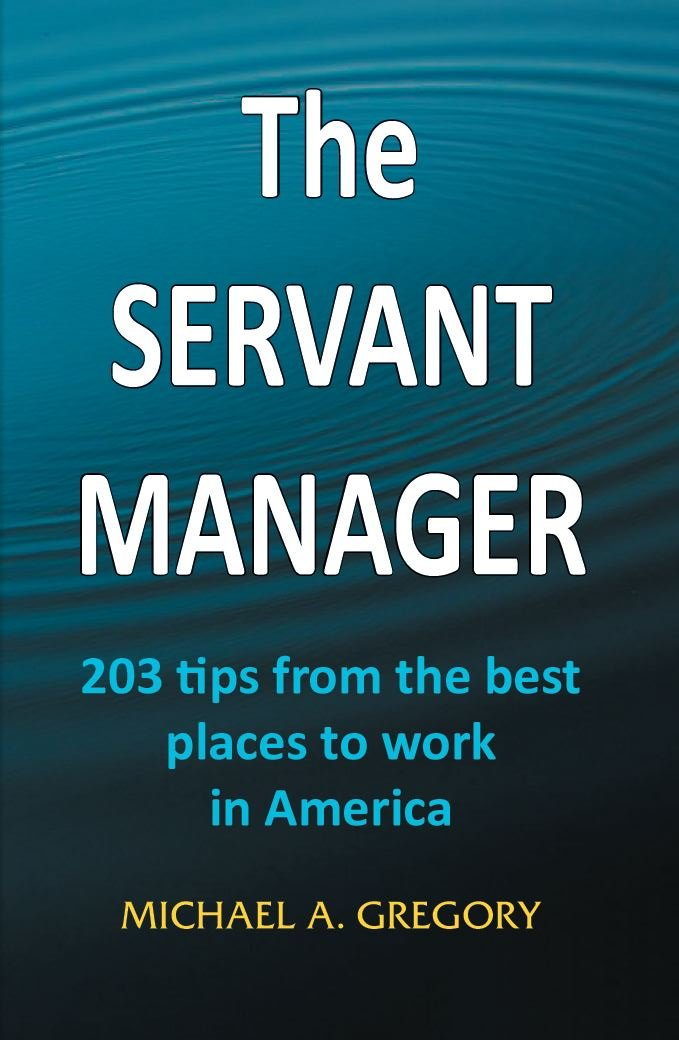 The
SERVANT
MANAGER
203 tips from the best
places to work
in America
MICHAEL A. GREGORY